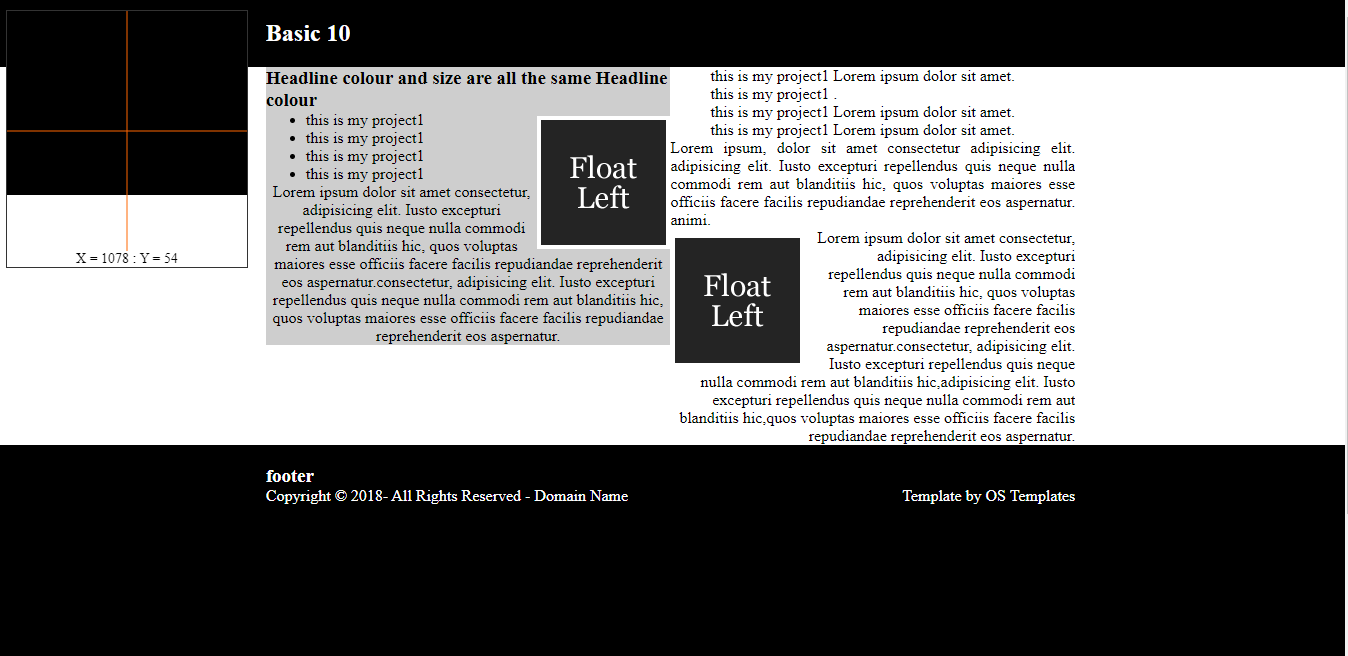 Basic 10
X = 1078 : Y = 54
Headline colour and size are all the same Headline
colour
this is my project1
this is my project1
this is my project1
this is my project1
Float
Left
Lorem ipsum dolor sit amet consectetur,
adipisicing elit. Iusto excepturi
repellendus quis neque nulla commodi
rem aut blanditiis hic, quos voluptas
maiores esse officiis facere facilis repudiandae reprehenderit
eos aspernatur.consectetur, adipisicing elit. Iusto excepturi
repellendus quis neque nulla commodi rem aut blanditiis hic,
quos voluptas maiores esse officiis facere facilis repudiandae
reprehenderit eos aspernatur.
this is my project1 Lorem ipsum dolor sit amet.
this is my project1 .
this is my project1 Lorem ipsum dolor sit amet.
this is my project1 Lorem ipsum dolor sit amet.
Lorem ipsum, dolor sit amet consectetur adipisicing elit.
adipisicing elit. Iusto excepturi repellendus quis neque nulla
commodi rem aut blanditiis hic, quos voluptas maiores esse
officiis facere facilis repudiandae reprehenderit eos aspernatur.
animi.
Float
Left
Lorem ipsum dolor sit amet consectetur,
adipisicing elit. Iusto excepturi
repellendus quis neque nulla commodi
rem aut blanditiis hic, quos voluptas
maiores esse officiis facere facilis
repudiandae reprehenderit eos
aspernatur.consectetur, adipisicing elit.
Iusto excepturi repellendus quis neque
nulla commodi rem aut blanditiis hic,adipisicing elit. Iusto
excepturi repellendus quis neque nulla commodi rem aut
blanditiis hic,quos voluptas maiores esse officiis facere facilis
repudiandae reprehenderit eos aspernatur.
footer
Copyright © 2018- All Rights Reserved - Domain Name
Template by OS Templates